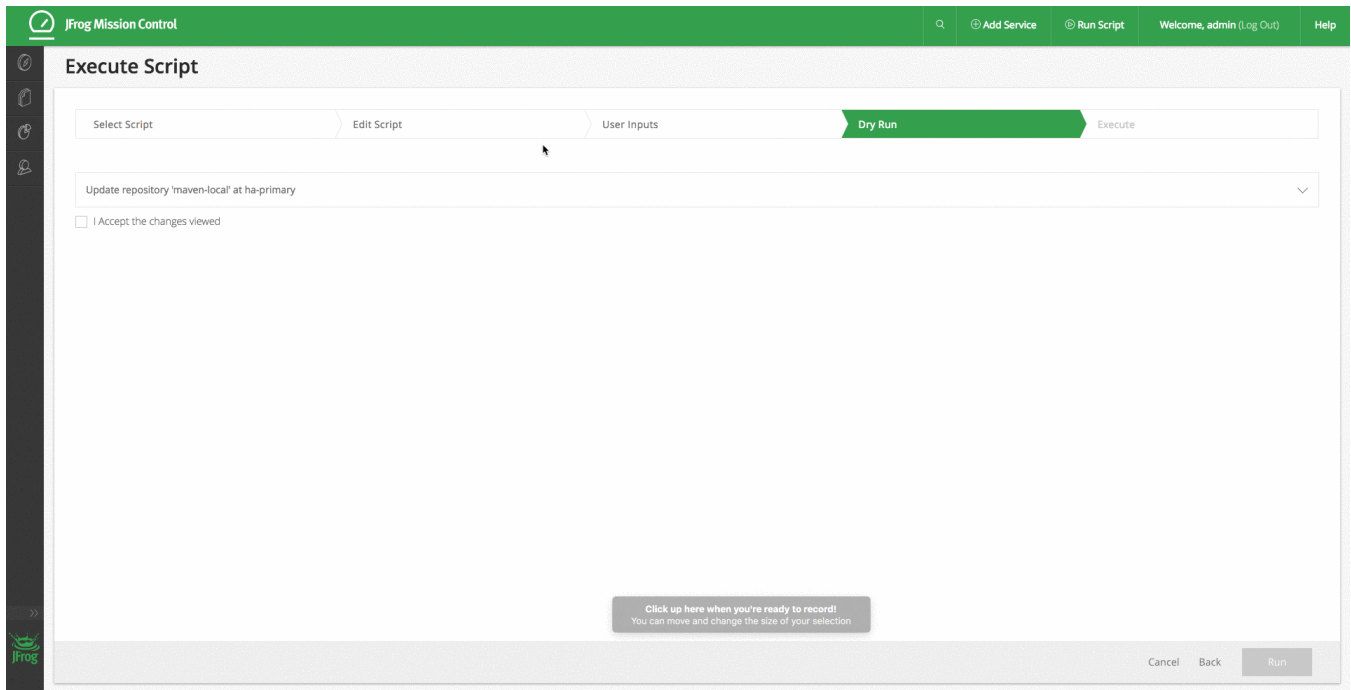 JFrog Mission Control
Add Service
Run Script
Welcome, admin (Log Out)
Help
Execute Script
Select Script
Edit Script
User Inputs
Dry Run
Execute
Update repository 'maven-local' at ha-primary
I Accept the changes viewed
Click up here when you're ready to record!
You can move and change the size of your selection
JFrog
Cancel
Back
Run